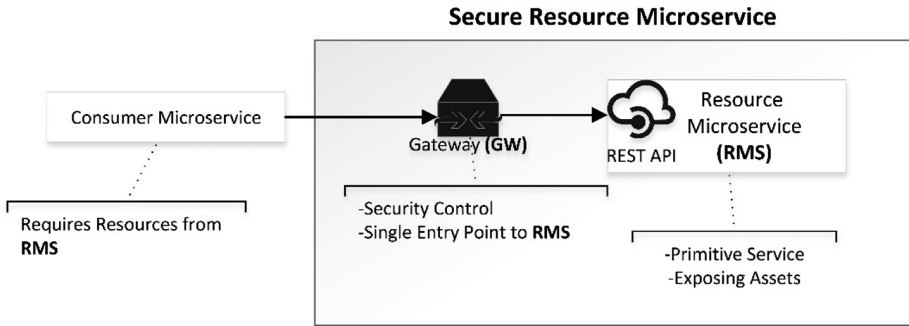 Secure Resource Microservice
Consumer Microservice
Gateway (GW)
REST API
Resource
Microservice
(RMS)
Requires Resources from
RMS
-Security Control
-Single Entry Point to RMS
-Primitive Service
-Exposing Assets